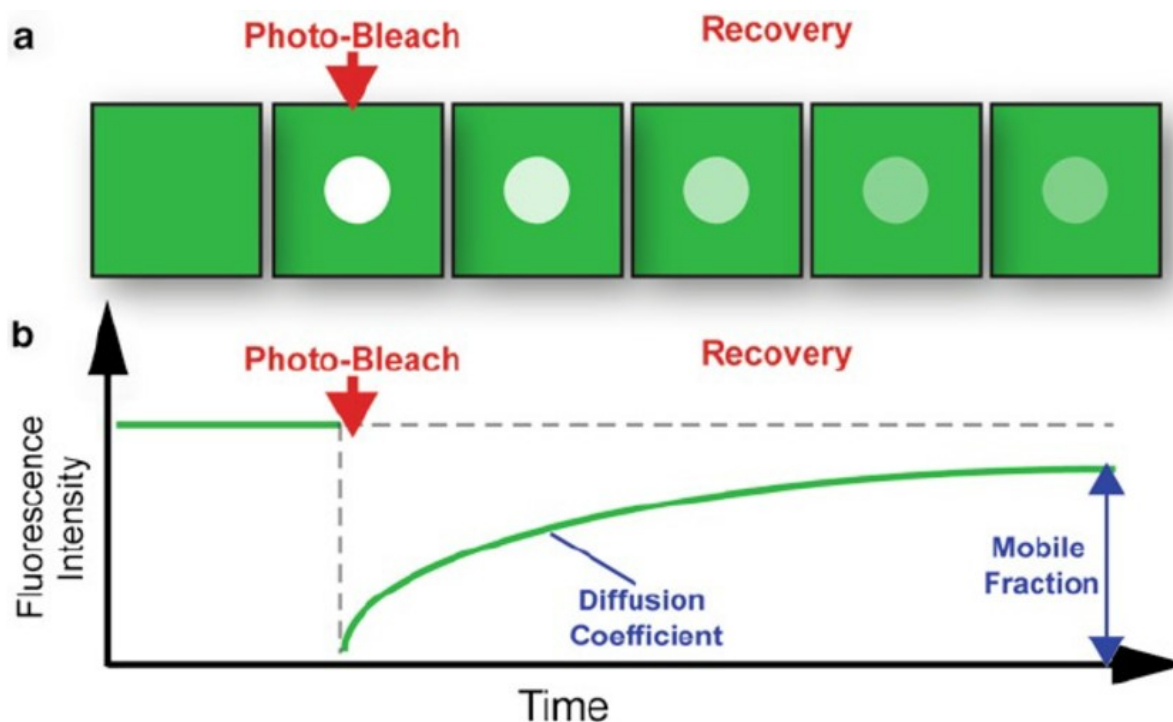 a
Photo-Bleach
Recovery
b
Photo-Bleach
Recovery
Fluorescence
Intensity
Diffusion
Coefficient
Mobile
Fraction
Time